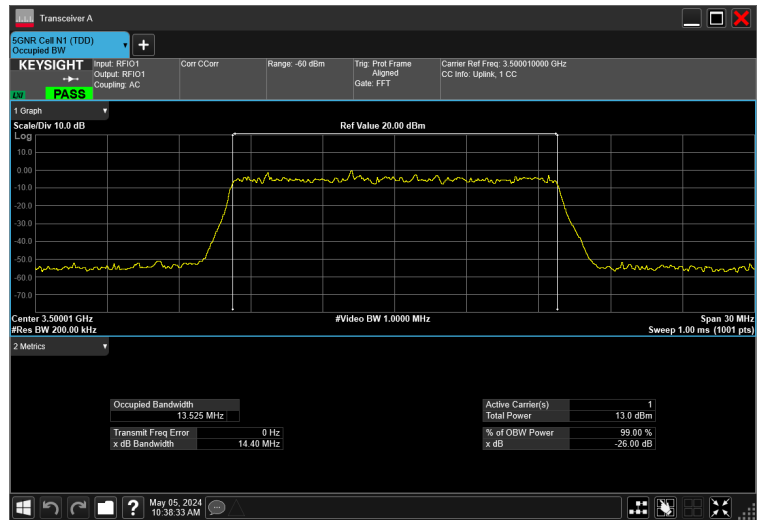 Transceiver A
5GNR Cell N1 (TDD)
Occupied BW
KEYSIGHT
LXI
PASS
Input: RFIO1
Output: RFIO1
Coupling: AC
Corr CCorr
Range: -60 dBm
Trig: Prot Frame
Aligned
Gate: FFT
Carrier Ref Freq: 3.500010000 GHz
CC Info: Uplink, 1 CC
1 Graph
Scale/Div 10.0 dB
Ref Value 20.00 dBm
Log
10.0
0.00
-10.0
-20.0
-30.0
-40.0
-50.0
-60.0
-70.0
Center 3.50001 GHz
#Video BW 1.0000 MHz
Span 30 MHz
#Res BW 200.00 kHz
Sweep 1.00 ms (1001 pts)
2 Metrics
Occupied Bandwidth
13.525 MHz
Transmit Freq Error 0 Hz
x dB Bandwidth 14.40 MHz
Active Carrier(s) 1
Total Power 13.0 dBm
% of OBW Power 99.00 %
x dB -26.00 dB
?
May 05, 2024
10:38:33 AM